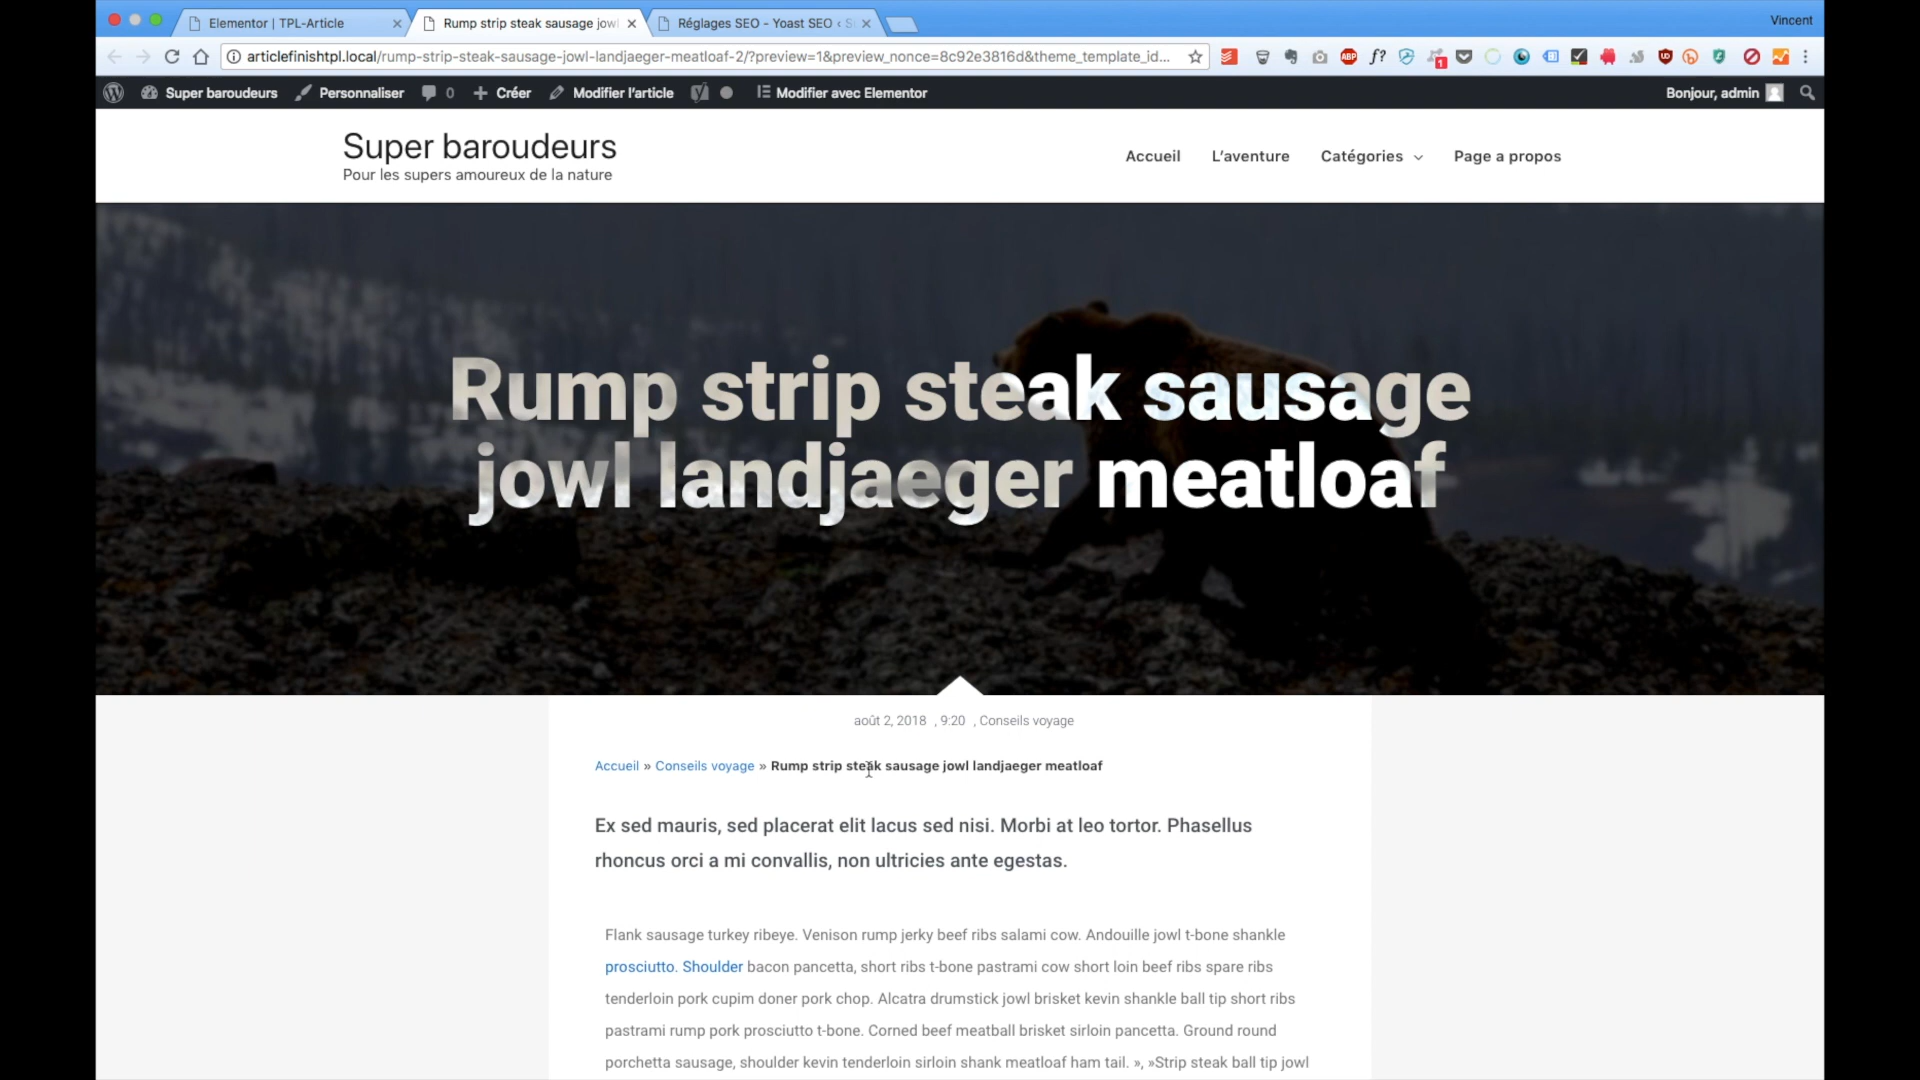 Elementor | TPL-Article
Rump strip steak sausage jowl
Réglages SEO - Yoast SEO ‹ S
Vincent
articlefinishtpl.local/rump-strip-steak-sausage-jowl-landjaeger-meatloaf-2/?preview=1&preview_nonce=8c92e3816d&theme_template_id...
ABP
f?
1
Super baroudeurs
Personnaliser
0
Créer
Modifier l'article
Modifier avec Elementor
Bonjour, admin
Super baroudeurs
Pour les supers amoureux de la nature
Accueil
L'aventure
Catégories
Page a propos
Rump strip steak sausage
jowl landjaeger meatloaf
août 2, 2018 , 9:20 , Conseils voyage
Accueil » Conseils voyage » Rump strip steak sausage jowl landjaeger meatloaf
Ex sed mauris, sed placerat elit lacus sed nisi. Morbi at leo tortor. Phasellus
rhoncus orci a mi convallis, non ultricies ante egestas.
Flank sausage turkey ribeye. Venison rump jerky beef ribs salami cow. Andouille jowl t-bone shankle
prosciutto. Shoulder bacon pancetta, short ribs t-bone pastrami cow short loin beef ribs spare ribs
tenderloin pork cupim doner pork chop. Alcatra drumstick jowl brisket kevin shankle ball tip short ribs
pastrami rump pork prosciutto t-bone. Corned beef meatball brisket sirloin pancetta. Ground round
porchetta sausage, shoulder kevin tenderloin sirloin shank meatloaf ham tail. », »Strip steak ball tip jowl